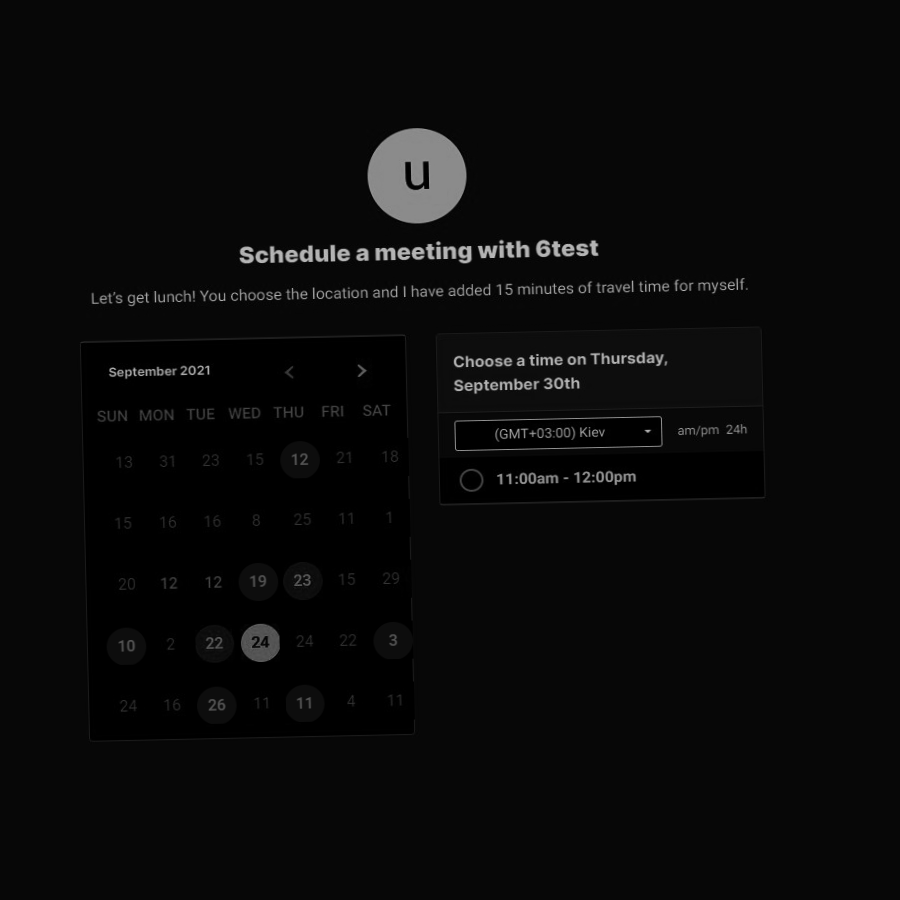 u
Schedule a meeting with 6test
Let's get lunch! You choose the location and I have added 15 minutes of travel time for myself.
September 2021
SUN MON TUE WED THU FRI SAT
13 31 23 15 12 21 18
15 16 16 8 25 11 1
20 12 12 19 23 15 29
10 2 22 24 24 22 3
24 16 26 11 11 4 11
Choose a time on Thursday,
September 30th
(GMT+03:00) Kiev
am/pm 24h
11:00am - 12:00pm